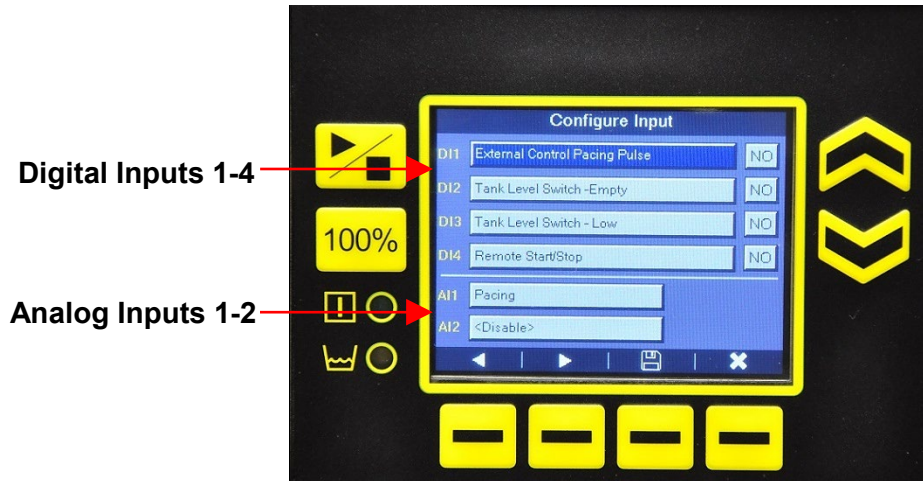 Configure Input
DI1 External Control Pacing Pulse NO
Digital Inputs 1-4
DI2 Tank Level Switch -Empty NO
DI3 Tank Level Switch - Low NO
100%
DI4 Remote Start/Stop NO
AI1 Pacing
Analog Inputs 1-2
AI2 <Disable>